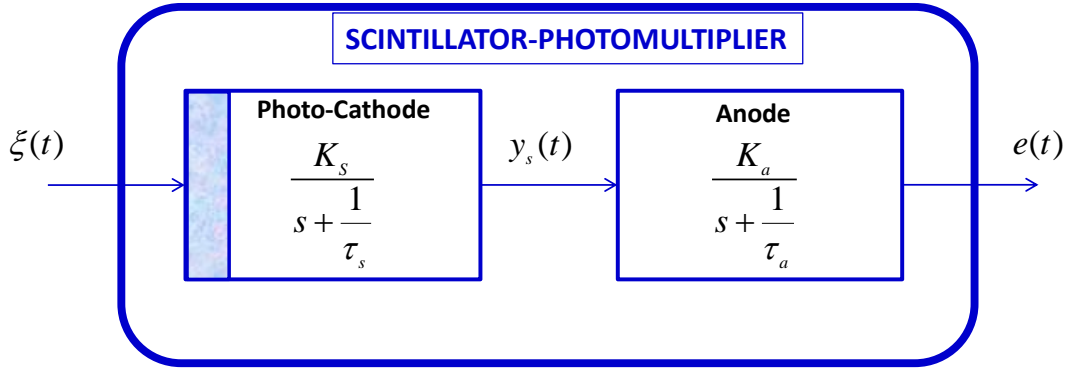 SCINTILLATOR-PHOTOMULTIPLIER
Photo-Cathode
Anode
ξ(t)
K_S / (s + 1/τ_s)
y_s(t)
K_a / (s + 1/τ_a)
e(t)